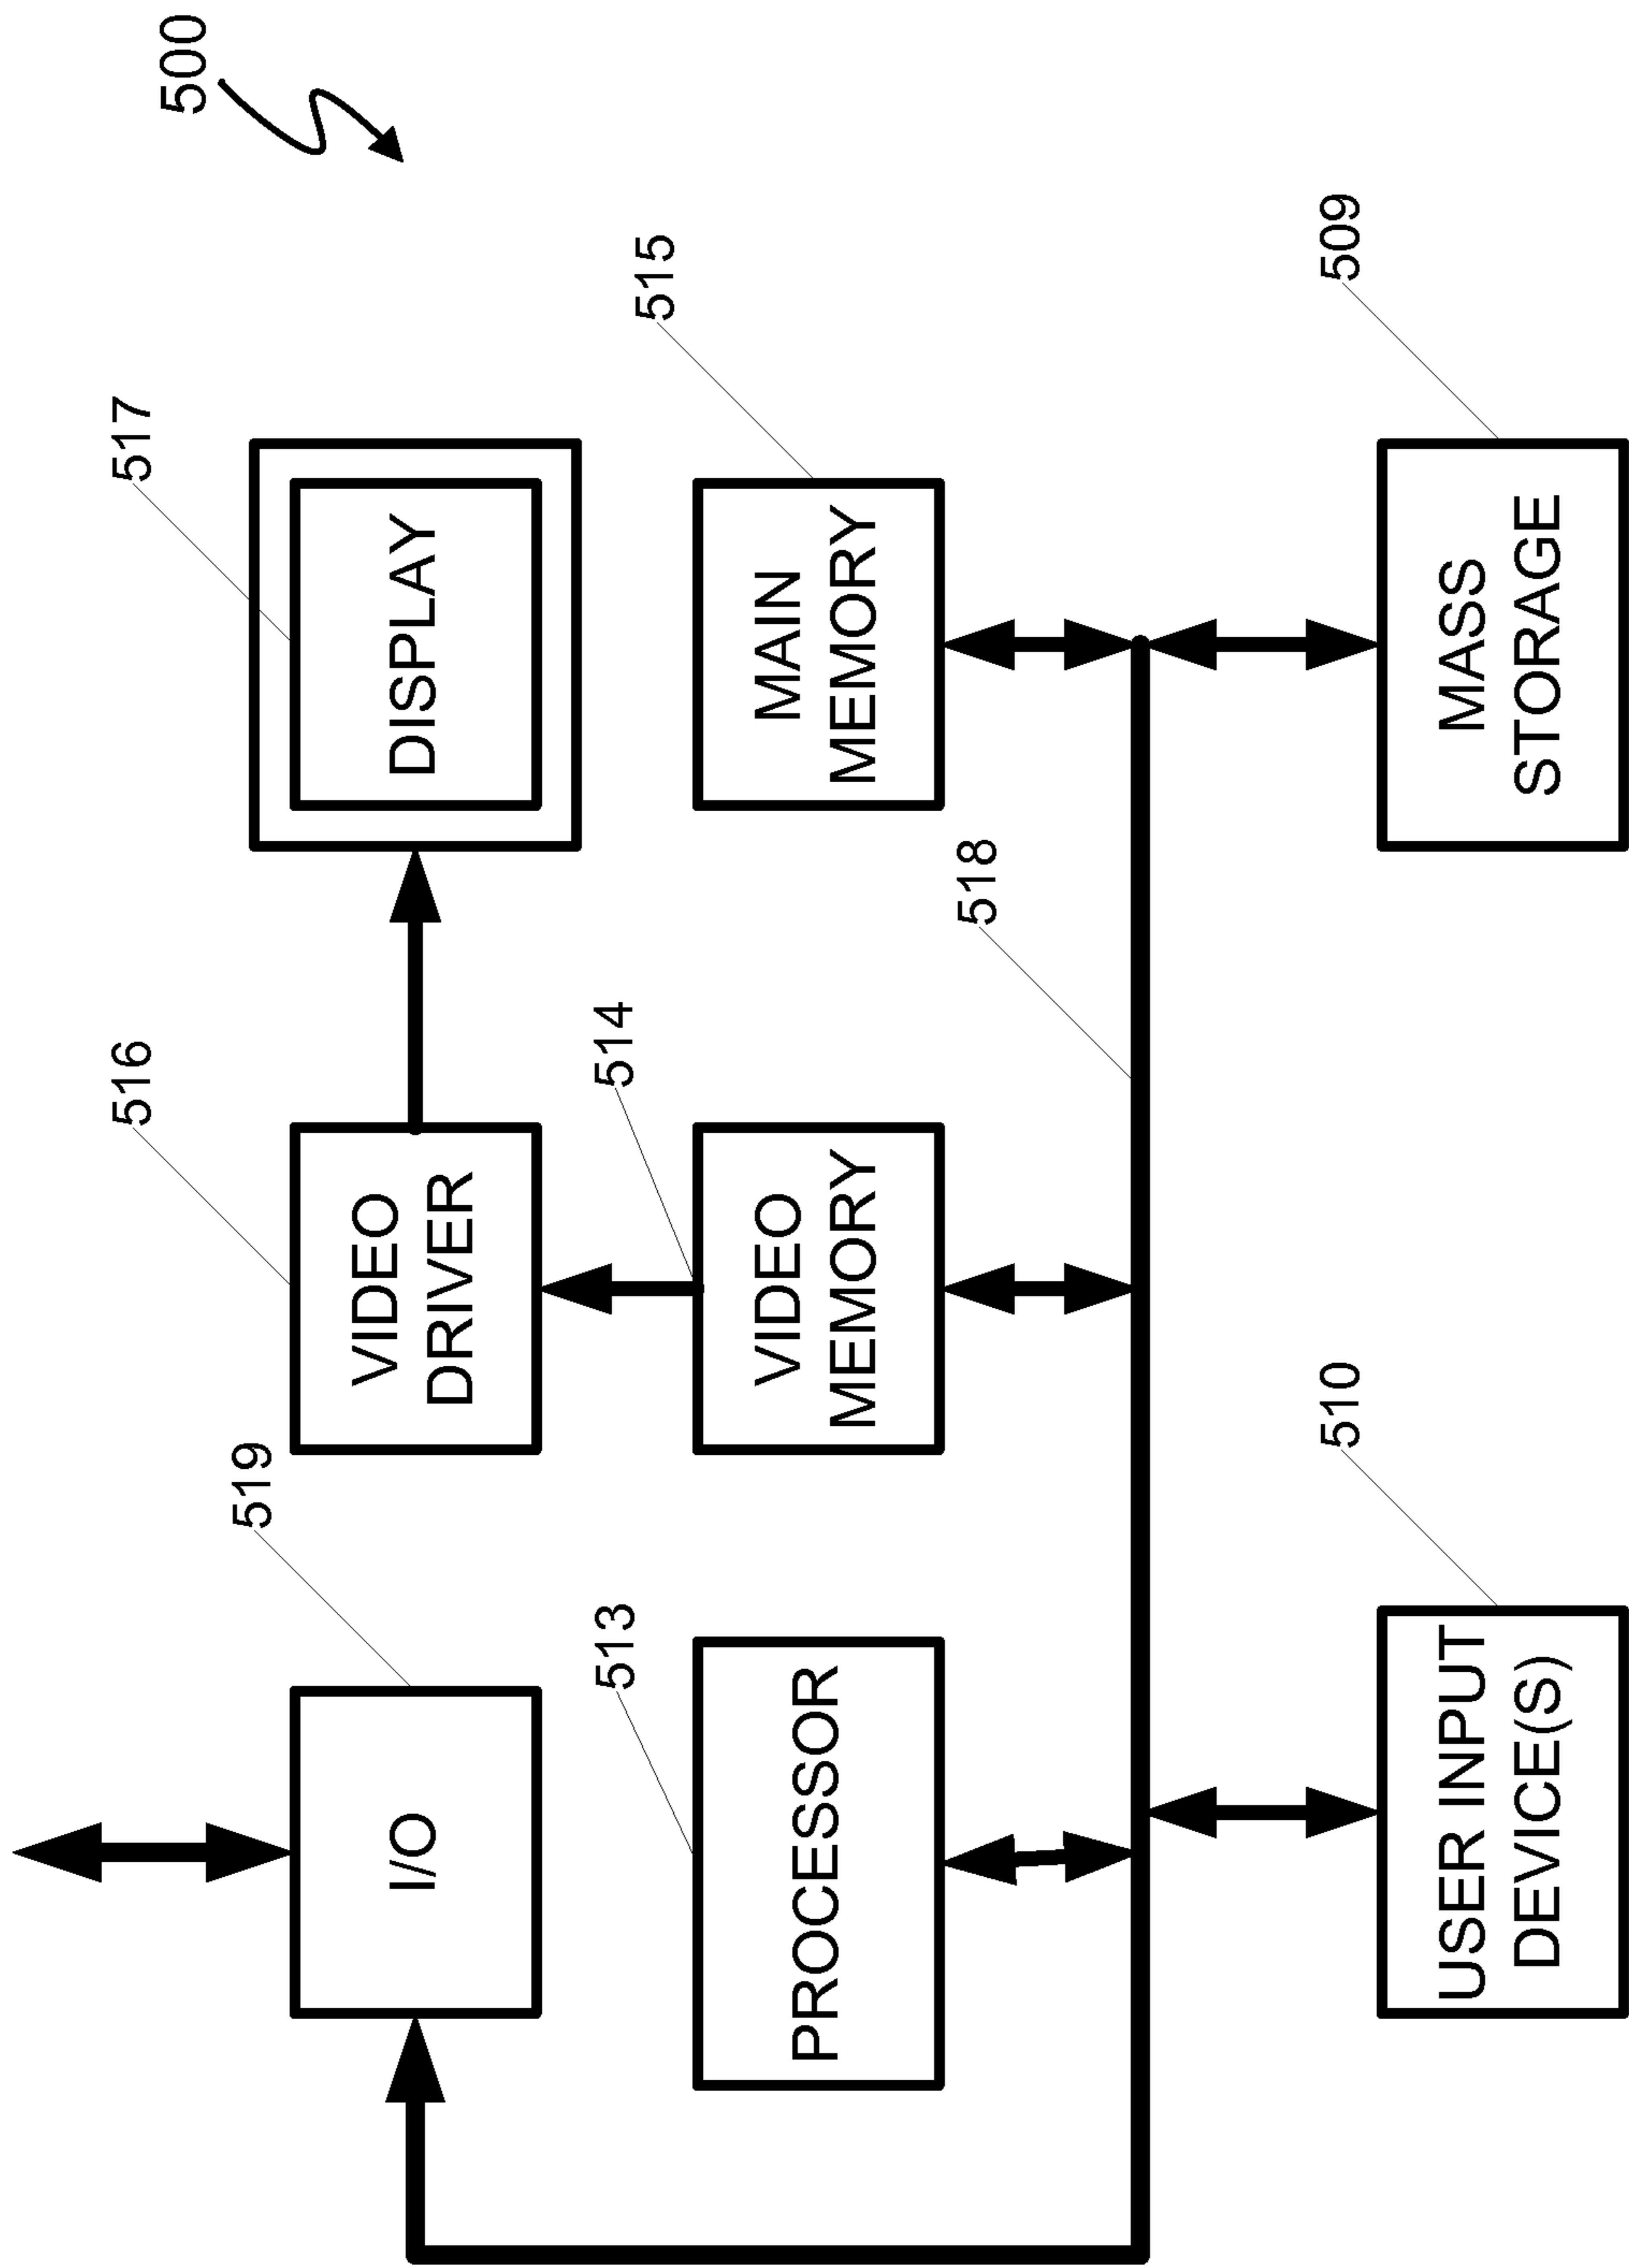 500
519
I/O
516
VIDEO
DRIVER
517
DISPLAY
513
PROCESSOR
514
VIDEO
MEMORY
515
MAIN
MEMORY
518
510
USER INPUT
DEVICE(S)
509
MASS
STORAGE